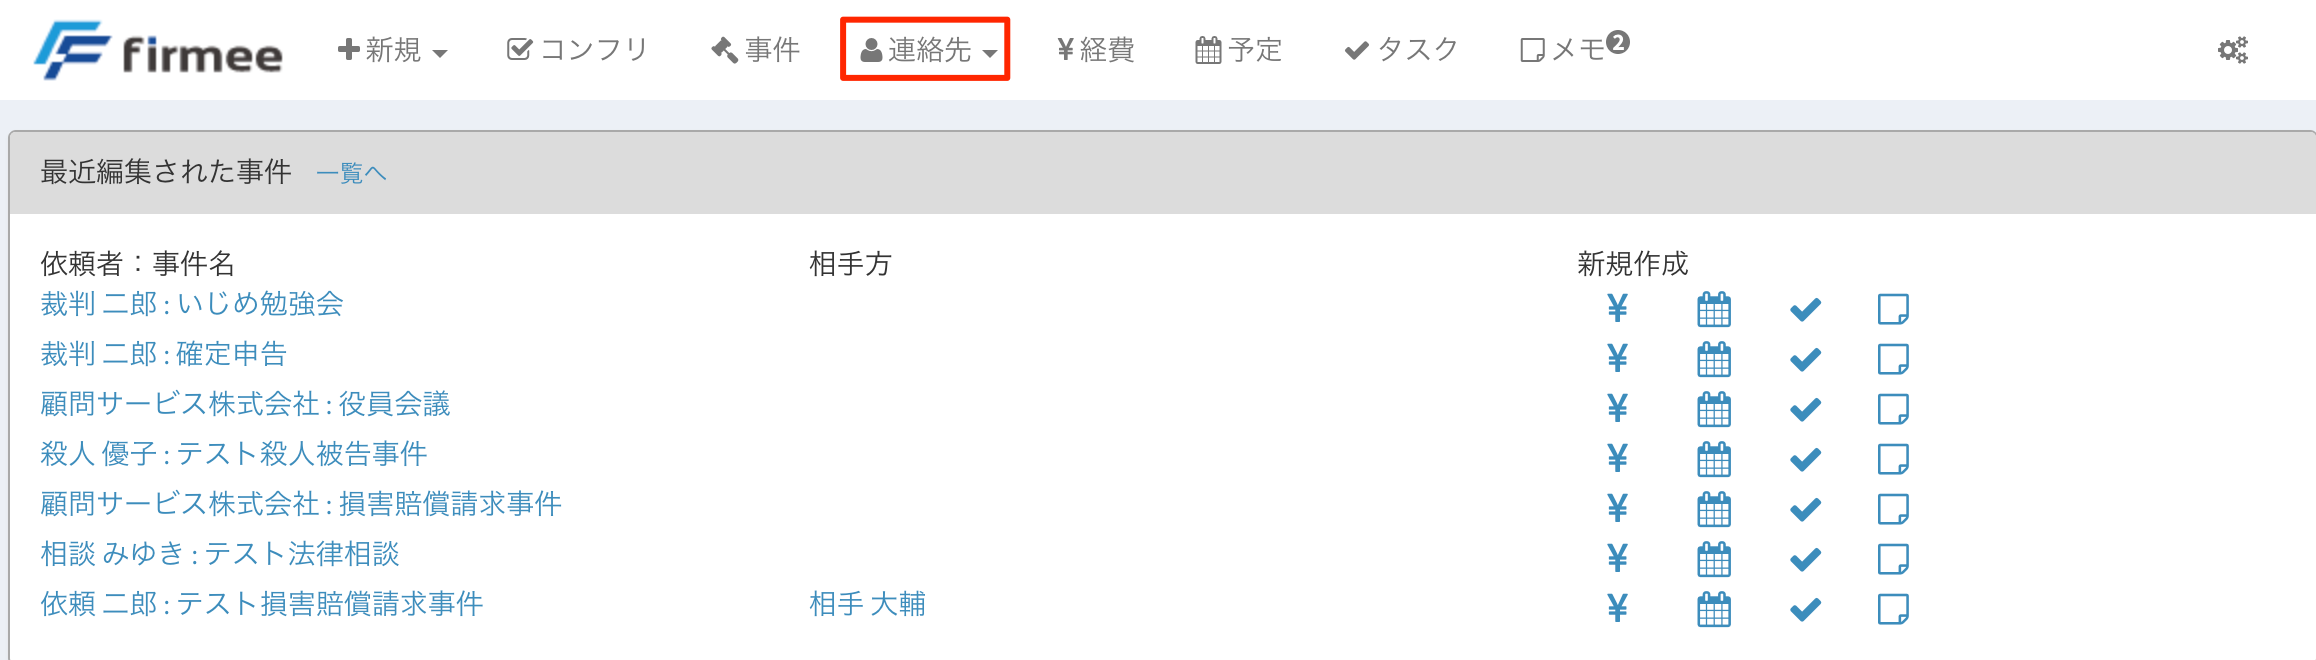 firmee 新規 コンフリ 事件 連絡先 ¥経費 予定 タスク メモ2
最近編集された事件 一覧へ
依頼者：事件名 相手方 新規作成
裁判 二郎 : いじめ勉強会 ¥
裁判 二郎 : 確定申告 ¥
顧問サービス株式会社 : 役員会議 ¥
殺人 優子 : テスト殺人被告事件 ¥
顧問サービス株式会社 : 損害賠償請求事件 ¥
相談 みゆき : テスト法律相談 ¥
依頼 二郎 : テスト損害賠償請求事件 相手 大輔 ¥